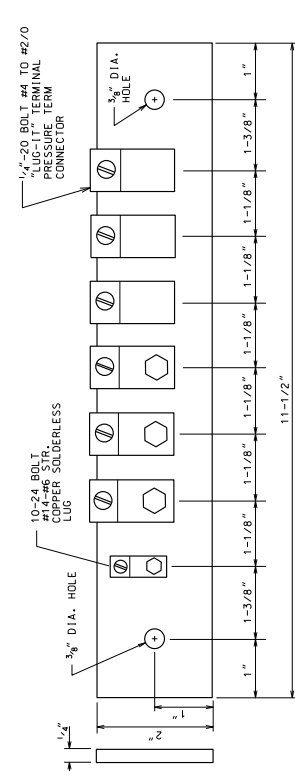 ¼"-20 BOLT #4 TO #2/0
"LUG-IT" TERMINAL
PRESSURE TERM
CONNECTOR
⅜" DIA.
HOLE
10-24 BOLT
#14-#6 STR.
COPPER SOLDERLESS
LUG
⅜" DIA. HOLE
¼"
2"
1"
1"
1-3/8"
1-1/8"
1-1/8"
1-1/8"
1-1/8"
1-1/8"
1-1/8"
1-3/8"
1"
11-1/2"